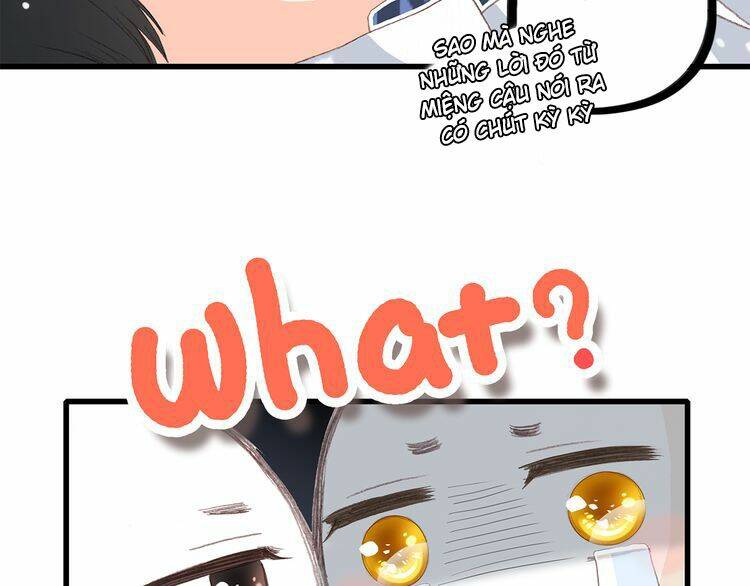 SAO MÀ NGHE
NHỮNG LỜI ĐÓ TỪ
MIỆNG CẬU NÓI RA
CÓ CHÚT KỲ KỲ
What?